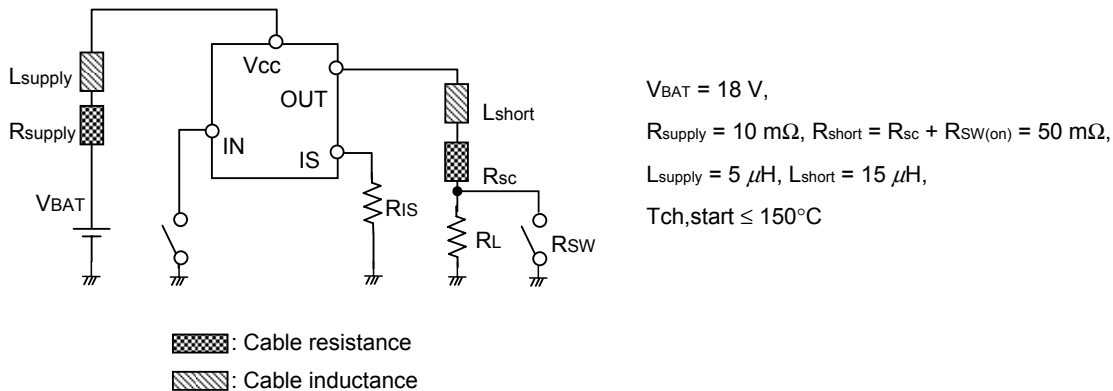 Lsupply
Rsupply
VBAT
Vcc
OUT
IN
IS
RIS
Lshort
Rsc
RL
RSW
VBAT = 18 V,
Rsupply = 10 mΩ, Rshort = Rsc + RSW(on) = 50 mΩ,
Lsupply = 5 μH, Lshort = 15 μH,
Tch,start ≤ 150°C
: Cable resistance
: Cable inductance